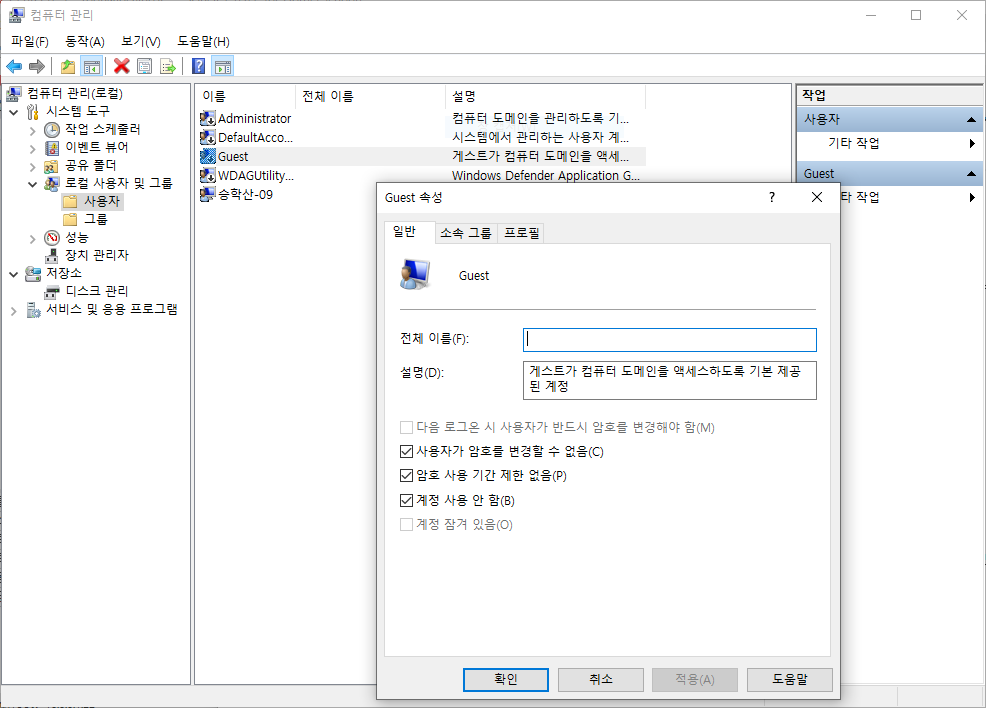 컴퓨터 관리
파일(F) 동작(A) 보기(V) 도움말(H)
컴퓨터 관리(로컬)
시스템 도구
작업 스케줄러
이벤트 뷰어
공유 폴더
로컬 사용자 및 그룹
사용자
그룹
성능
장치 관리자
저장소
디스크 관리
서비스 및 응용 프로그램
이름 전체 이름 설명
Administrator 컴퓨터 도메인을 관리하도록 기...
DefaultAcco... 시스템에서 관리하는 사용자 계...
Guest 게스트가 컴퓨터 도메인을 액세...
WDAGUtility... Windows Defender Application G...
승학산-09
작업
사용자
기타 작업
Guest
타 작업
Guest 속성
일반 소속 그룹 프로필
Guest
전체 이름(F):
설명(D): 게스트가 컴퓨터 도메인을 액세스하도록 기본 제공
된 계정
다음 로그온 시 사용자가 반드시 암호를 변경해야 함(M)
사용자가 암호를 변경할 수 없음(C)
암호 사용 기간 제한 없음(P)
계정 사용 안 함(B)
계정 잠겨 있음(O)
확인 취소 적용(A) 도움말